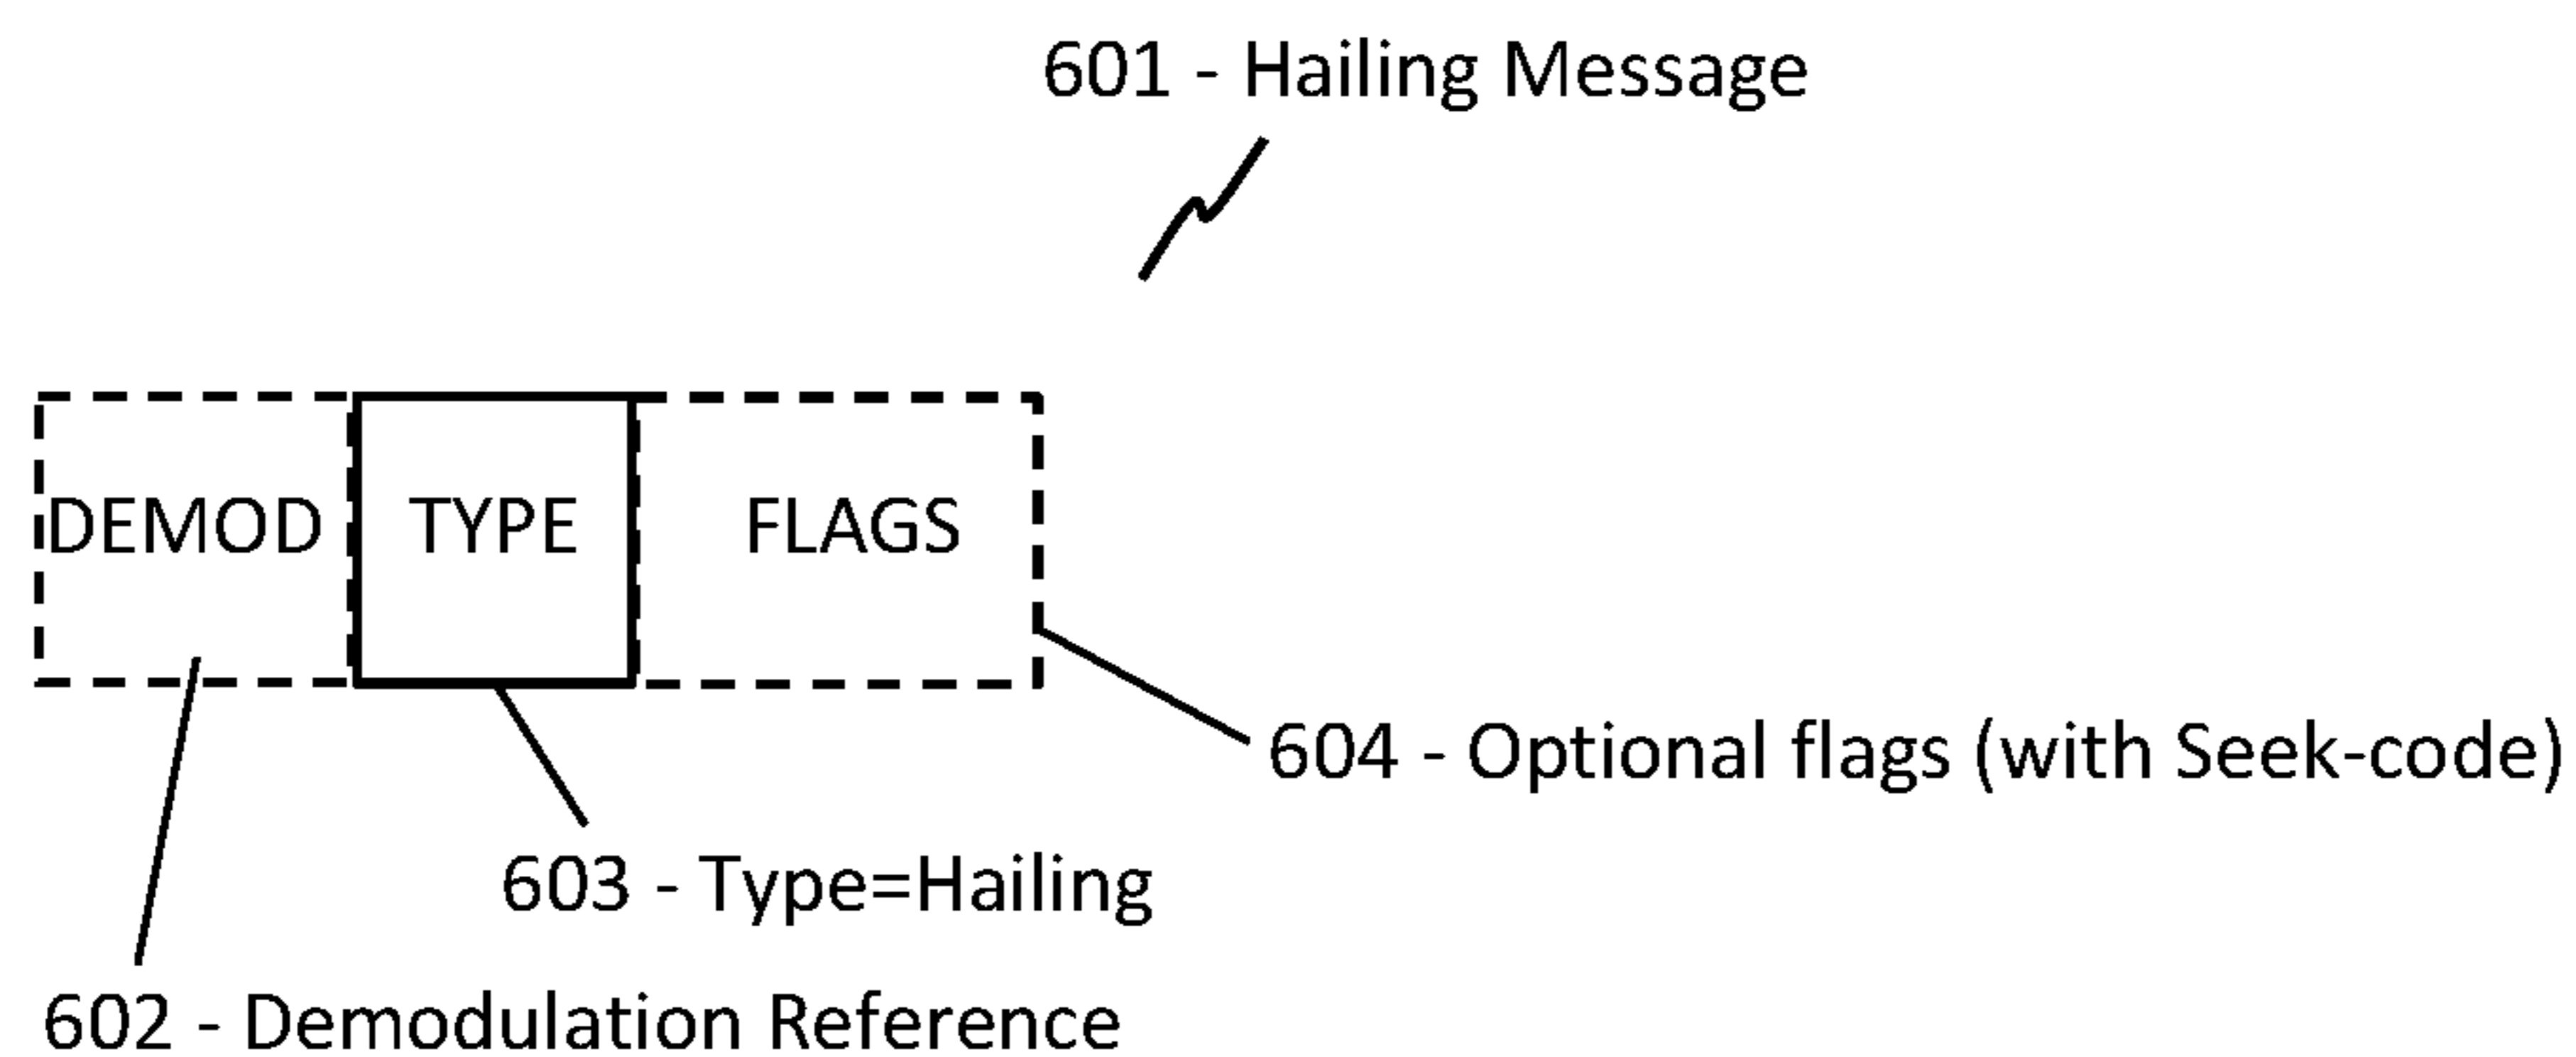 601 - Hailing Message
DEMOD TYPE FLAGS
604 - Optional flags (with Seek-code)
603 - Type=Hailing
602 - Demodulation Reference